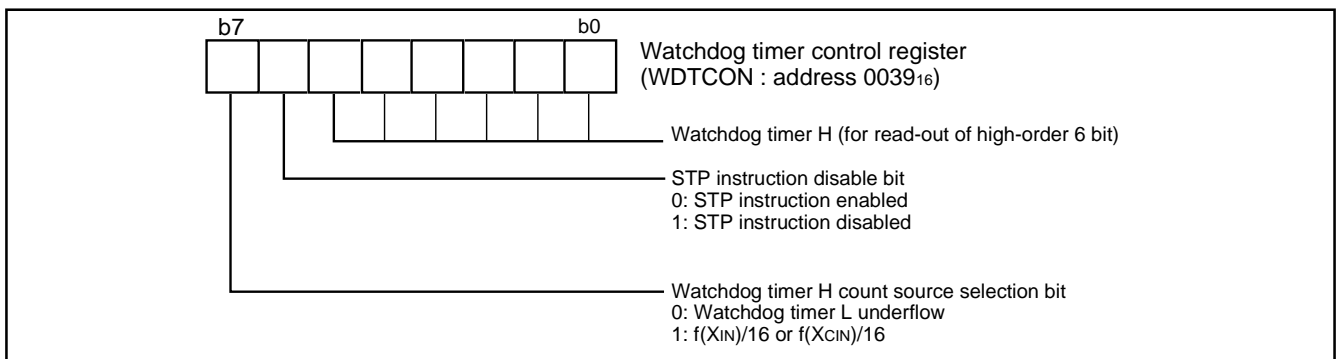 b7 b0
Watchdog timer control register
(WDTCON : address 003916)
Watchdog timer H (for read-out of high-order 6 bit)
STP instruction disable bit
0: STP instruction enabled
1: STP instruction disabled
Watchdog timer H count source selection bit
0: Watchdog timer L underflow
1: f(XIN)/16 or f(XCIN)/16